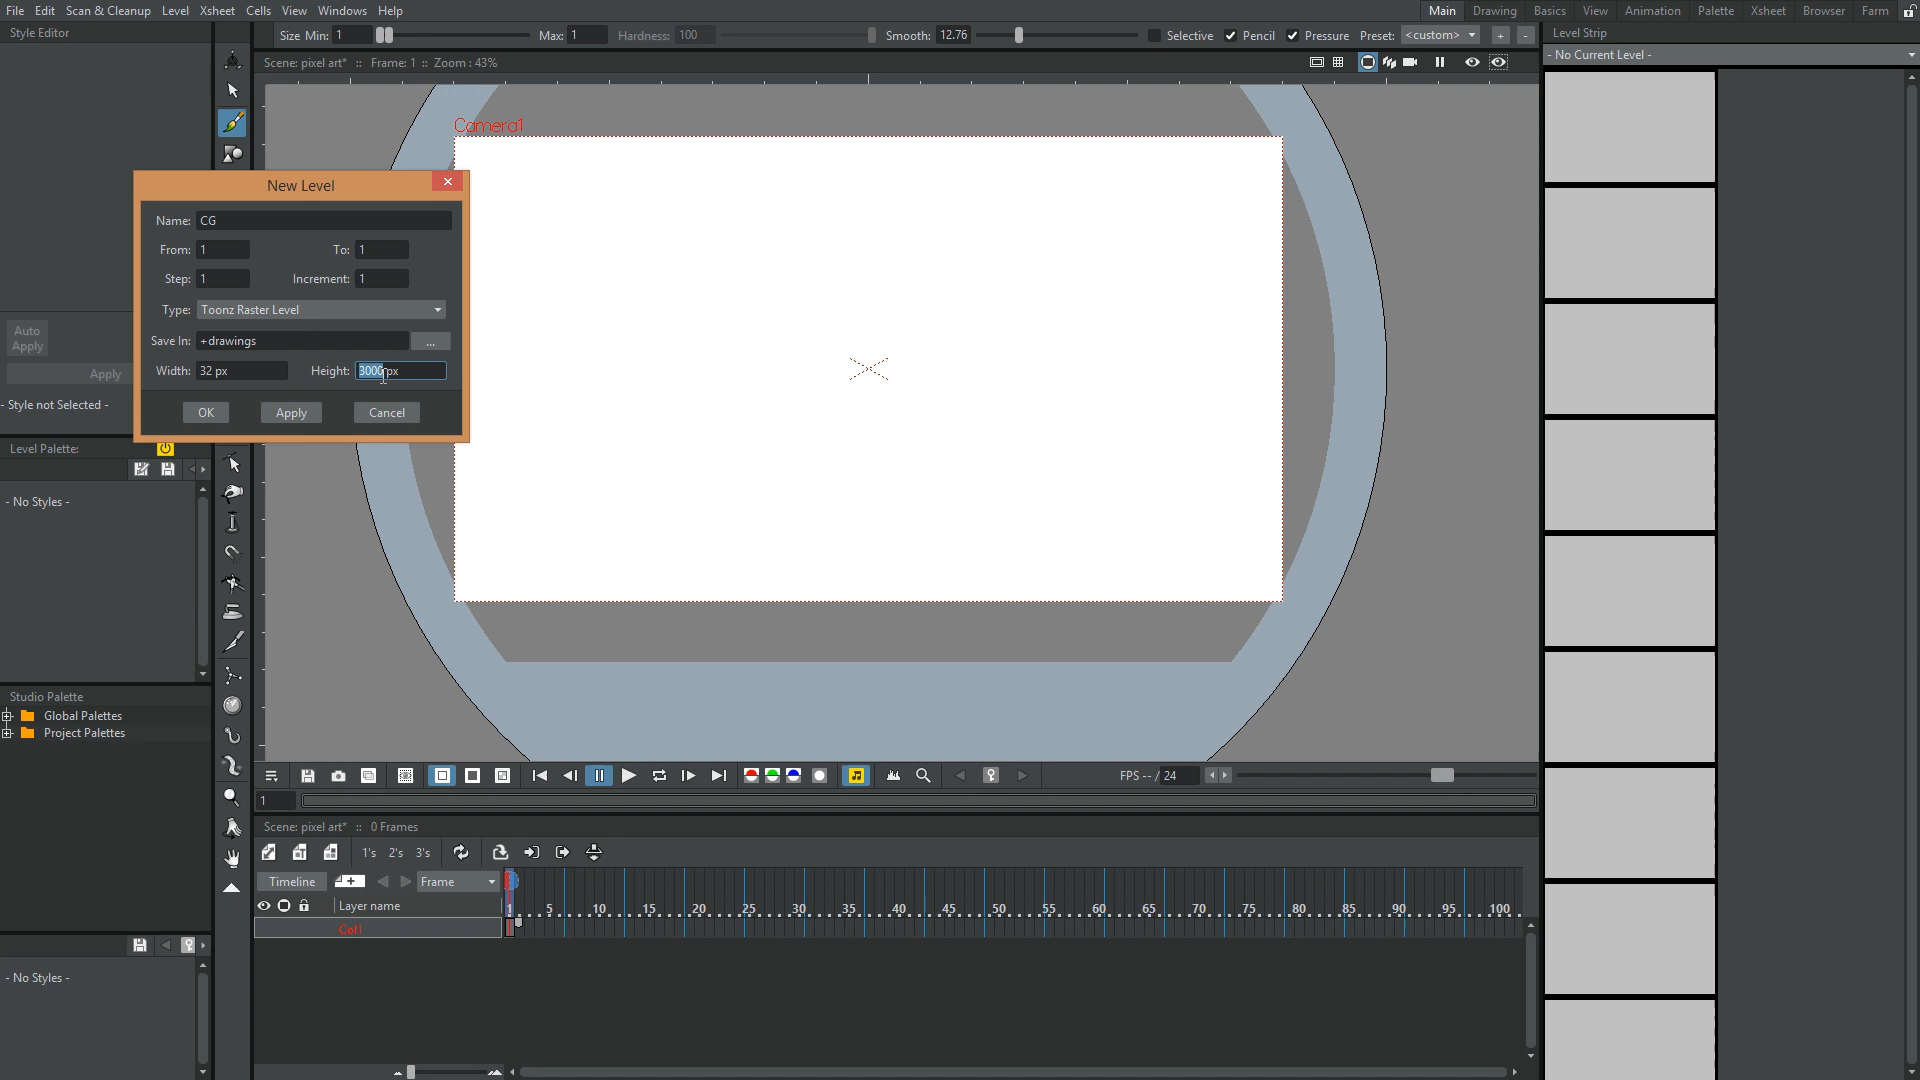 File Edit Scan & Cleanup Level Xsheet Cells View Windows Help
Main Drawing Basics View Animation Palette Xsheet Browser Farm
Style Editor
Size Min: 1 Max: 1 Hardness: 100 Smooth: 12.76 Selective Pencil Pressure Preset: <custom> + -
Level Strip
- No Current Level -
Scene: pixel art* :: Frame: 1 :: Zoom : 43%
Camera1
New Level
Name: CG
From: 1 To: 1
Step: 1 Increment: 1
Type: Toonz Raster Level
Save In: +drawings ...
Width: 32 px Height: 3000 px
OK Apply Cancel
Auto
Apply
Apply
- Style not Selected -
Level Palette:
- No Styles -
Studio Palette
Global Palettes
Project Palettes
FPS -- / 24
1
Scene: pixel art* :: 0 Frames
1's 2's 3's
Timeline Frame
Layer name
1 5 10 15 20 25 30 35 40 45 50 55 60 65 70 75 80 85 90 95 100
Col1
- No Styles -